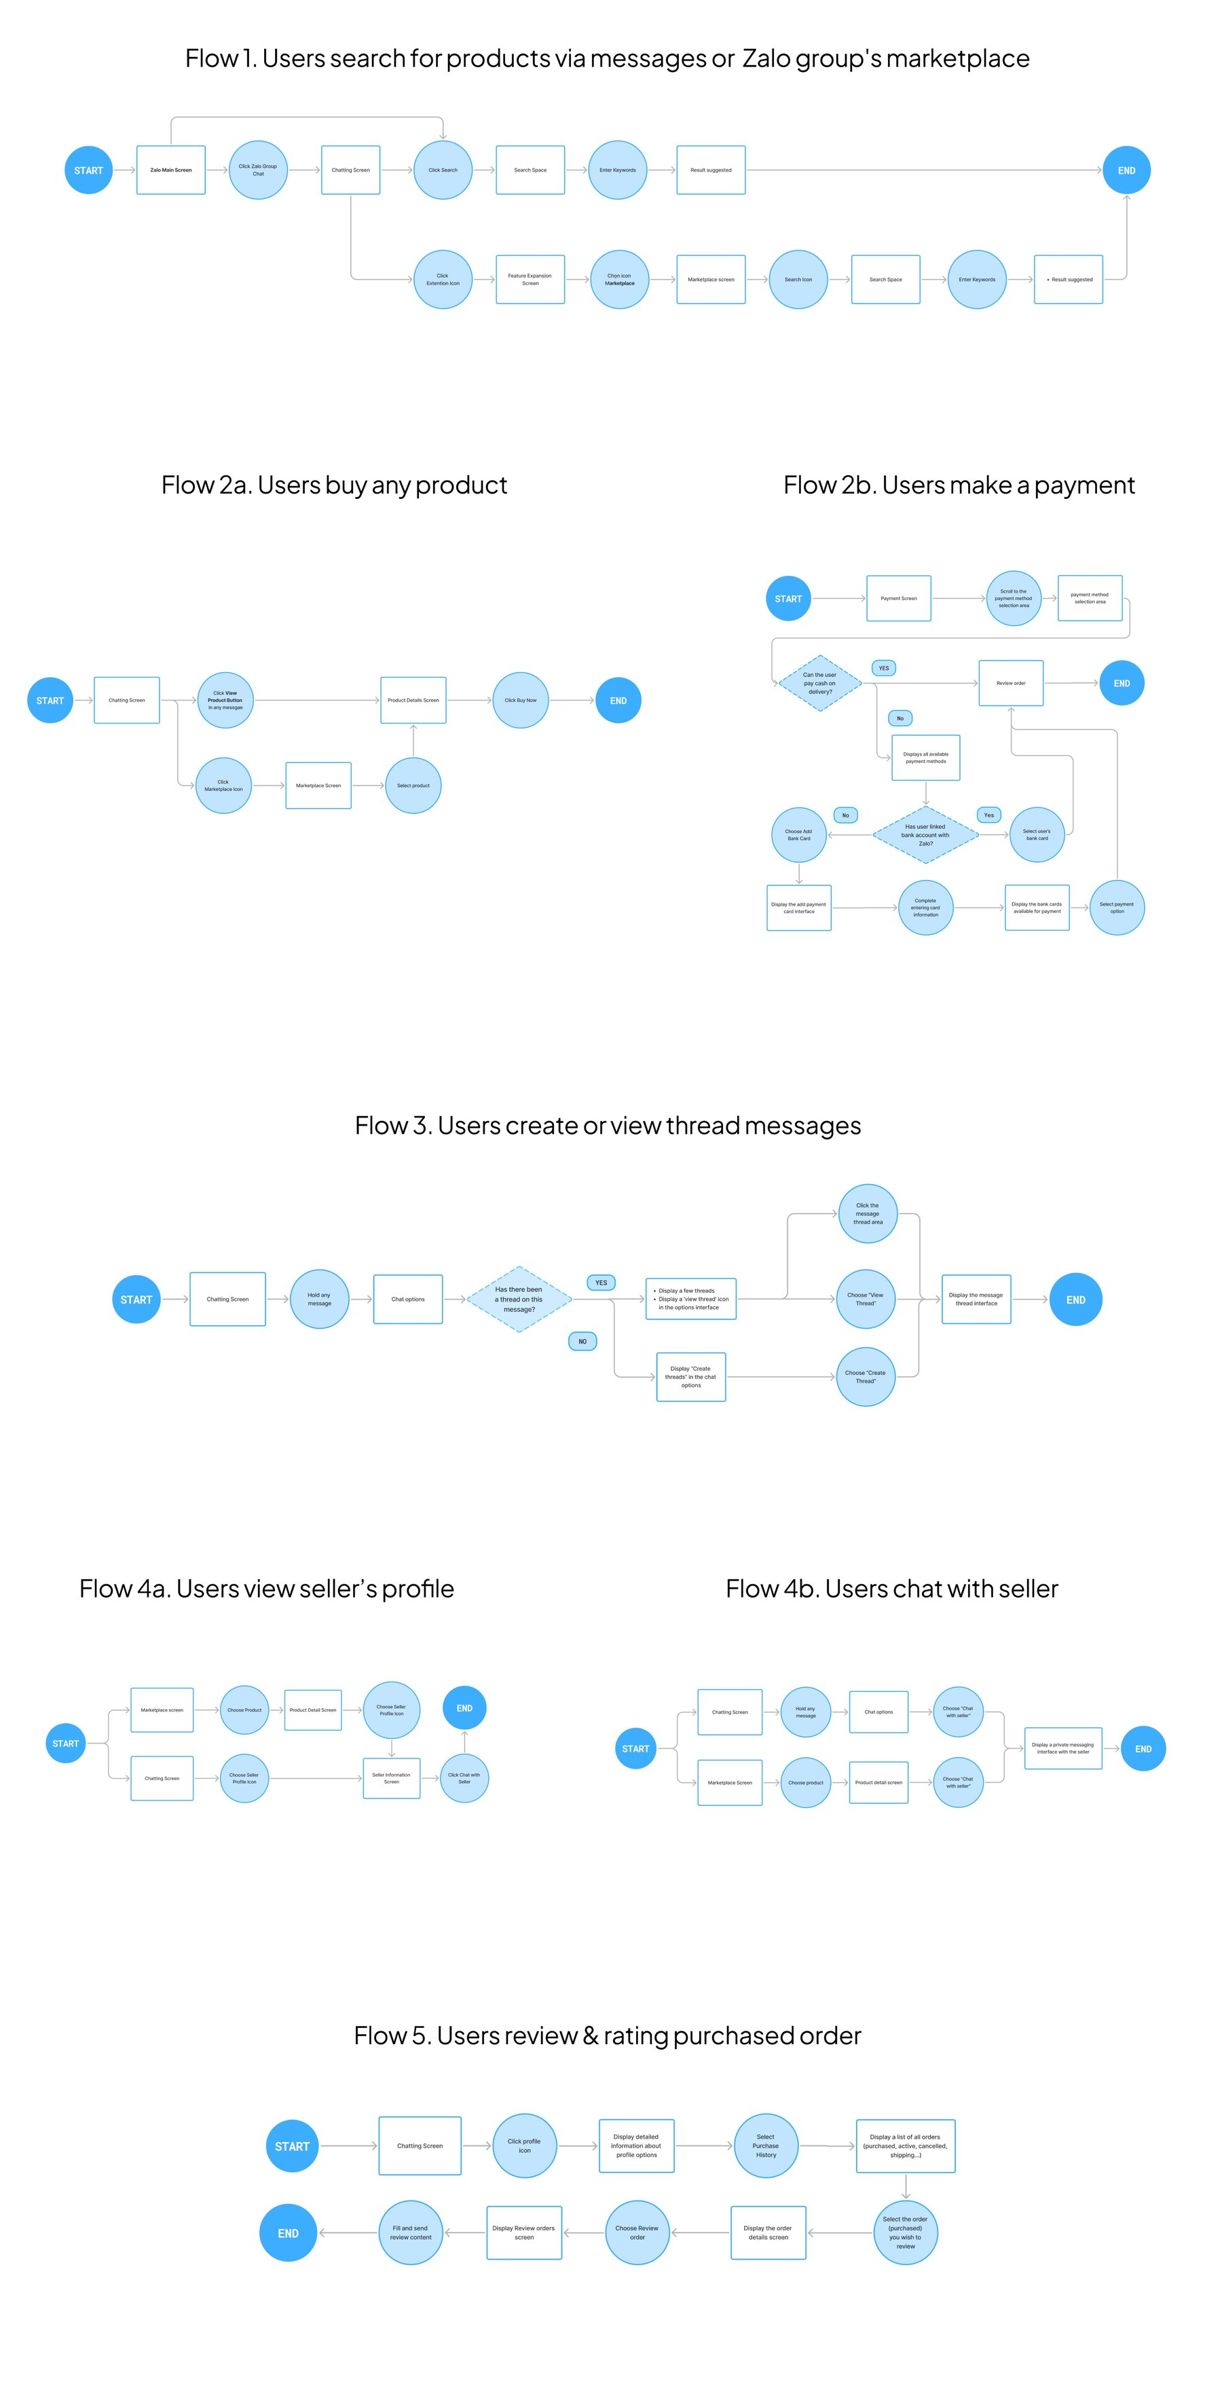 Flow 1. Users search for products via messages or Zalo group's marketplace
START
Zalo Main Screen
Click Zalo Group
Chat
Chatting Screen
Click Search
Search Space
Enter Keywords
Result suggested
END
Click
Extention Icon
Feature Expansion
Screen
Chọn icon
Marketplace
Marketplace screen
Search Icon
Search Space
Enter Keywords
• Result suggested
Flow 2a. Users buy any product
START
Chatting Screen
Click View
Product Button
in any messgae
Product Details Screen
Click Buy Now
END
Click
Marketplace Icon
Marketplace Screen
Select product
Flow 2b. Users make a payment
START
Payment Screen
Scroll to the
payment method
selection area
payment method
selection area
Can the user
pay cash on
delivery?
YES
Review order
END
No
Displays all available
payment methods
Choose Add
Bank Card
No
Has user linked
bank account with
Zalo?
Yes
Select user's
bank card
Display the add payment
card interface
Complete
entering card
information
Display the bank cards
available for payment
Select payment
option
Flow 3. Users create or view thread messages
START
Chatting Screen
Hold any
message
Chat options
Has there been
a thread on this
message?
YES
• Display a few threads
• Display a 'view thread' icon
in the options interface
Click the
message
thread area
Choose "View
Thread"
Display the message
thread interface
END
NO
Display "Create
threads" in the chat
options
Choose "Create
Thread"
Flow 4a. Users view seller’s profile
START
Marketplace screen
Choose Product
Product Detail Screen
Choose Seller
Profile Icon
END
Chatting Screen
Choose Seller
Profile Icon
Seller Information
Screen
Click Chat with
Seller
Flow 4b. Users chat with seller
START
Chatting Screen
Hold any
message
Chat options
Choose "Chat
with seller"
Display a private messaging
interface with the seller
END
Marketplace Screen
Choose product
Product detail screen
Choose "Chat
with seller"
Flow 5. Users review & rating purchased order
START
Chatting Screen
Click profile
icon
Display detailed
information about
profile options
Select
Purchase
History
Display a list of all orders
(purchased, active, cancelled,
shipping...)
END
Fill and send
review content
Display Review orders
screen
Choose Review
order
Display the order
details screen
Select the order
(purchased)
you wish to
review